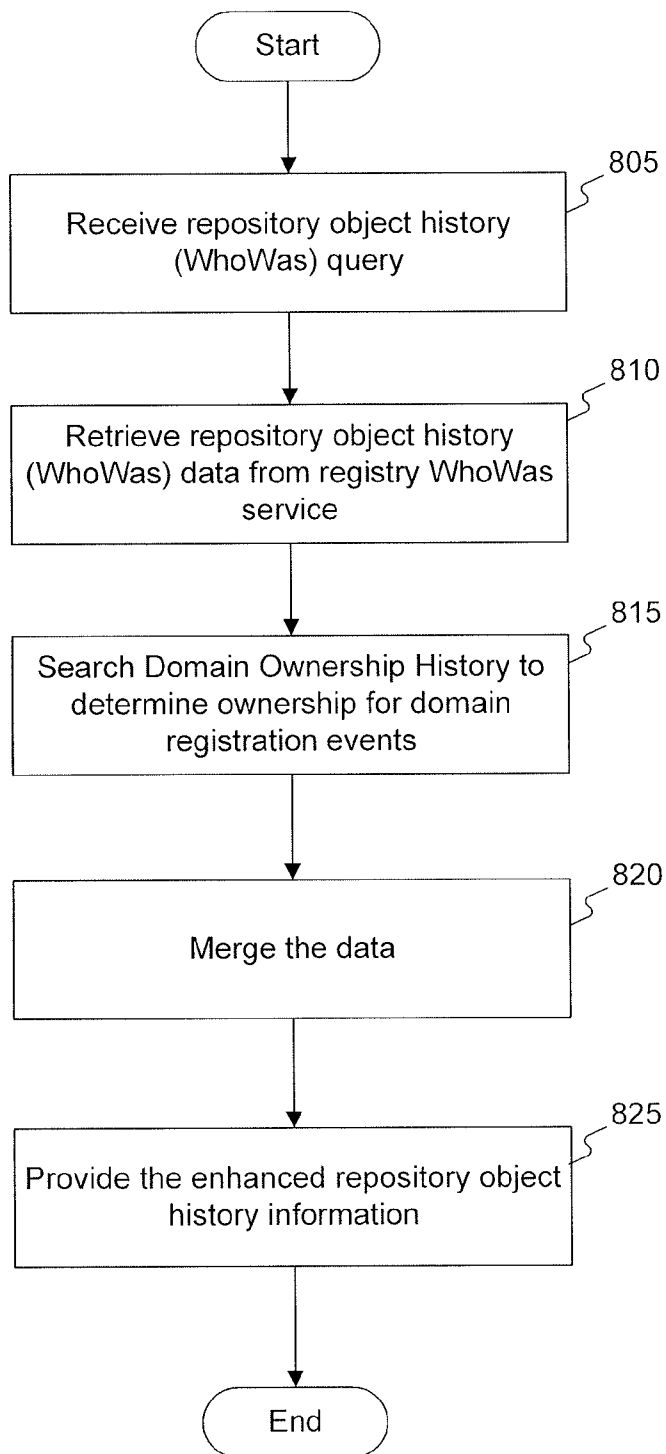 Start
805
Receive repository object history
(WhoWas) query
810
Retrieve repository object history
(WhoWas) data from registry WhoWas
service
815
Search Domain Ownership History to
determine ownership for domain
registration events
820
Merge the data
825
Provide the enhanced repository object
history information
End